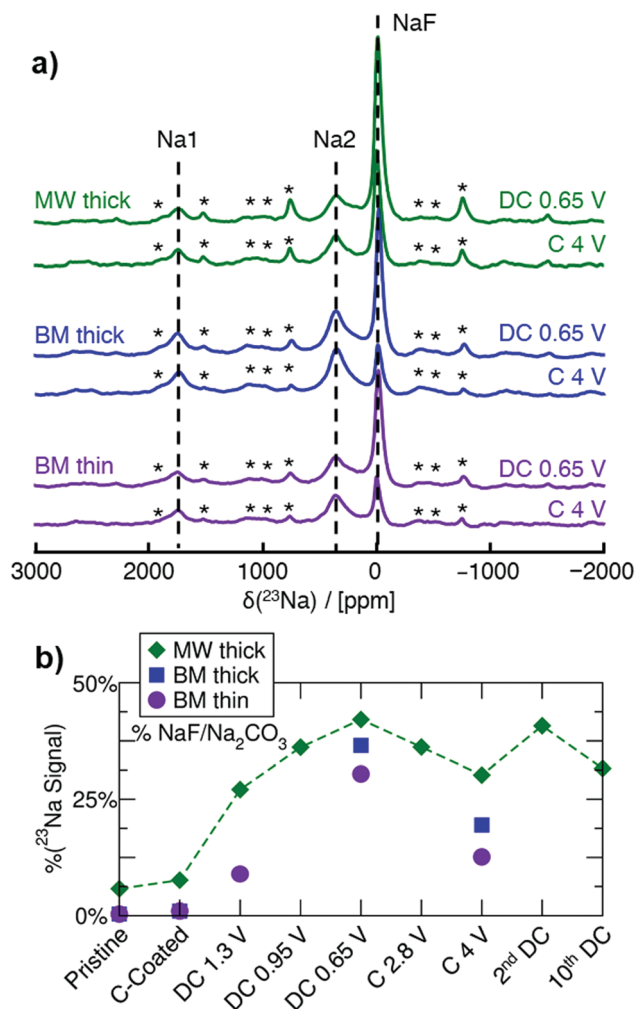 a)
NaF
Na1
Na2
MW thick
* * * * * * * * *
DC 0.65 V
* * * * * * * * *
C 4 V
BM thick
* * * * * * * * *
DC 0.65 V
* * * * * * * * *
C 4 V
BM thin
* * * * * * * * *
DC 0.65 V
* * * * * * * * *
C 4 V
3000 2000 1000 0 −1000 −2000
δ(²³Na) / [ppm]
b)
MW thick
BM thick
BM thin
% NaF/Na₂CO₃
50%
25%
0%
%(²³Na Signal)
Pristine
C-Coated
DC 1.3 V
DC 0.95 V
DC 0.65 V
C 2.8 V
C 4 V
2ⁿᵈ DC
10ᵗʰ DC